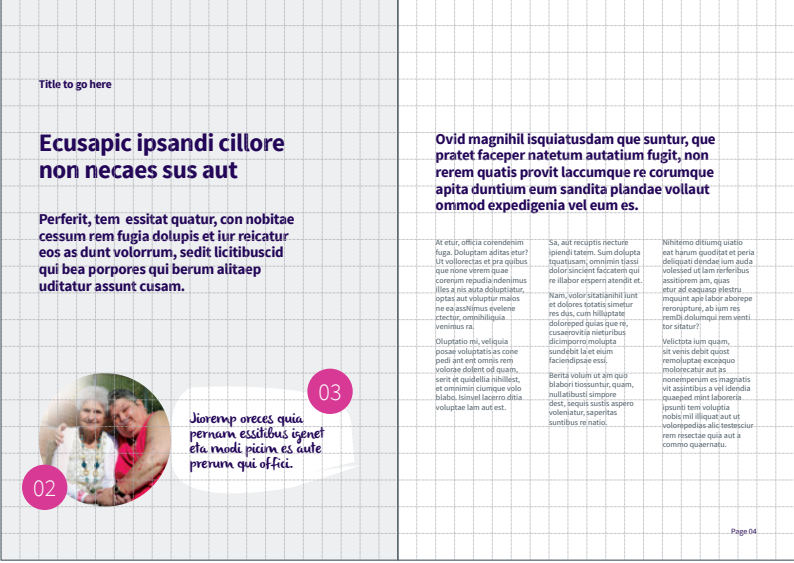 Title to go here
Ecusapic ipsandi cillore
non necaes sus aut
Perferit, tem essitat quatur, con nobitae
cessum rem fugia dolupis et iur reicatur
eos as dunt volorrum, sedit licitibuscid
qui bea porpores qui berum alitaep
uditatur assunt cusam.
03
Jioremp oreces quia
pernam essitibus igenet
eta modi picim es aute
prerum qui offici.
02
Ovid magnihil isquiatusdam que suntur, que
pratet faceper natetum autatium fugit, non
rerem quatis provit laccumque re corumque
apita duntium eum sandita plandae vollaut
ommod expedigenia vel eum es.
At etur, officia corendenim
fuga. Doluptam aditas etur?
Ut vollorectas et pra quibus
que none verem quae
corerum repudia ndenimus
illes a nis auta doluptiatur,
optas aut voluptur maios
ne ea assNimus evelene
ctector, omnihiliquia
venimus ra.
Oluptatio mi, veliquia
posae voluptatis as cone
pedi ant ent omnis rem
volorae dolent od quam,
serit et quidellia nihillest,
et omnimin ciumque volo
blabo. Isinvel lacerro ditia
voluptae lam aut est.
Sa, aut recuptis necture
ipiendi tatem. Sum dolupta
tquatusam, omnimin tiassi
dolor sincient faccatem qui
re illabor erspern atendit et.
Nam, volor sitatianihil iunt
et dolores totatis simetur
res dus, cum hilluptate
doloreped quias que re,
cusaerovitis rionetibus
dicimporro molupta
sundebit la et eium
faciendipsae essi.
Berita volum ut am quo
blabori tiossuntur, quam,
nullatibusti simpore
dest, sequis sustis aspero
voleniatur, saperitas
suntibus re natio.
Nihitemo ditiumq uiatio
eat harum quoditat et peria
deliquati dendae ium auda
volessed ut lam rerferibus
assitiorem am, quas
etur ad eaquasp elestru
mquunt ape labor aborepe
rerorupture, ab ium res
remDi dolumqui rem venti
tor sitatur?
Velictota ium quam,
sit venis debit quost
remoluptae exceaquo
molorecatur aut as
nonemperum es magnatis
vit assintibus a vel identia
quaeped mint laboreria
ipsunti tem voluptia
nobis mil illiquat aut ut
volorepedias alic testeciur
rem resectae quia aut a
commo quaernatu.
Page 04